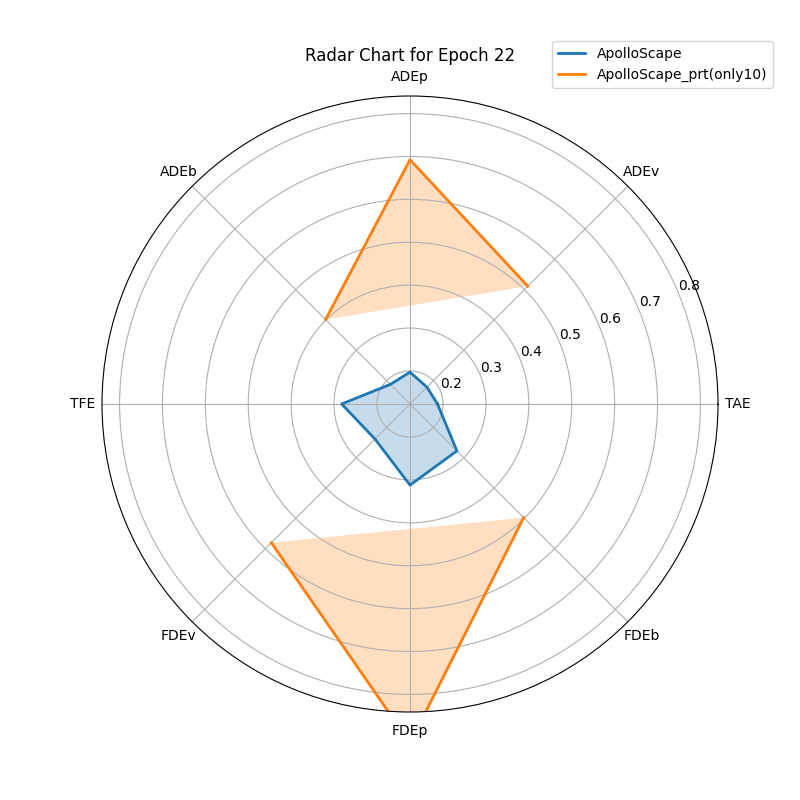 Radar Chart for Epoch 22
ApolloScape
ApolloScape_prt(only10)
ADEp
ADEb
ADEv
0.8
0.7
0.6
0.5
0.4
0.3
0.2
TFE
TAE
FDEv
FDEb
FDEp